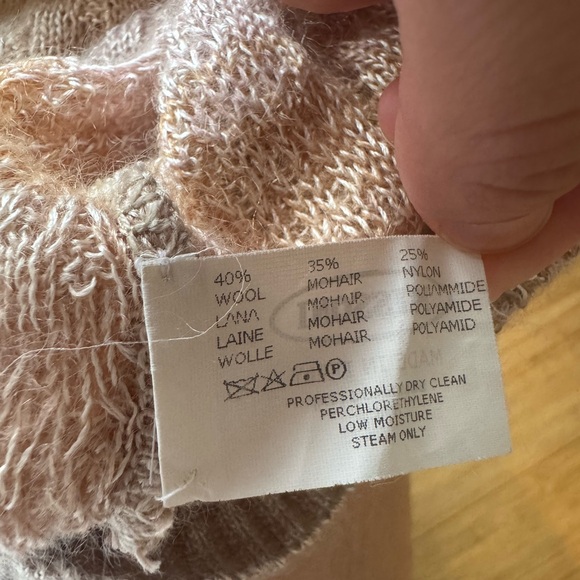 40% 35% 25%
WOOL MOHAIR NYLON
LANA MOHAIR POLIAMMIDE
LAINE MOHAIR POLYAMIDE
WOLLE MOHAIR POLYAMID
P
PROFESSIONALLY DRY CLEAN
PERCHLORETHYLENE
LOW MOISTURE
STEAM ONLY